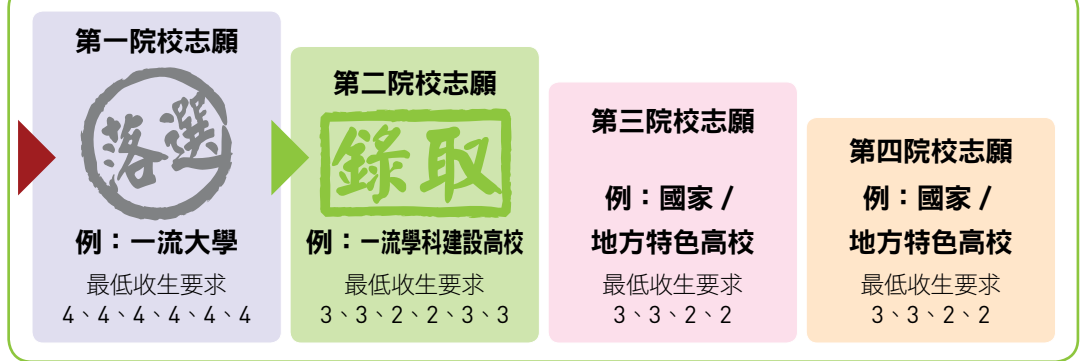 第一院校志願
落選
例：一流大學
最低收生要求
4、4、4、4、4、4
第二院校志願
錄取
例：一流學科建設高校
最低收生要求
3、3、2、2、3、3
第三院校志願
例：國家 /
地方特色高校
最低收生要求
3、3、2、2
第四院校志願
例：國家 /
地方特色高校
最低收生要求
3、3、2、2